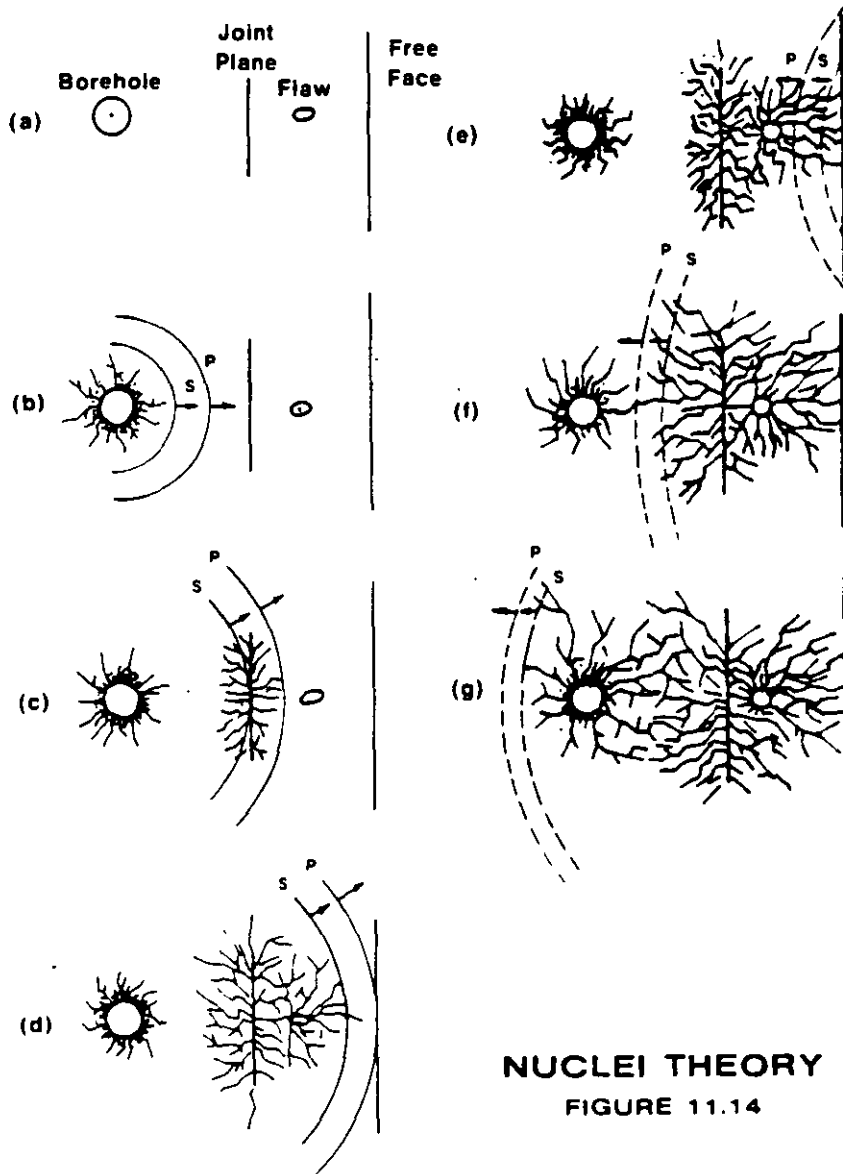 Joint
Plane
Free
Face
Borehole
Flaw
(a)
(b)
S
P
(c)
P
S
(d)
S
P
(e)
P
S
(f)
P
S
(g)
P
S
NUCLEI THEORY
FIGURE 11.14